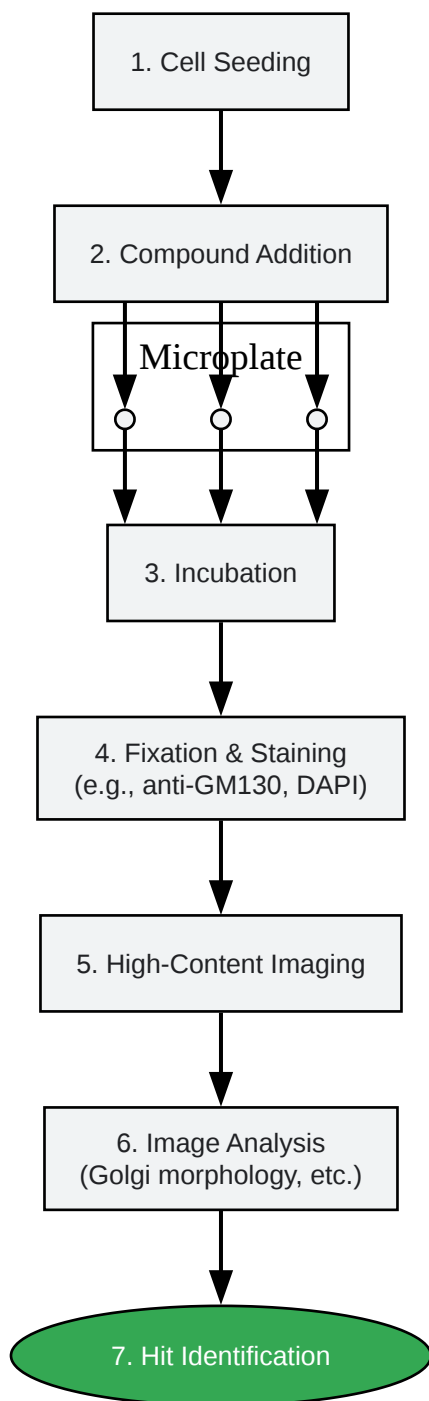 1. Cell Seeding
2. Compound Addition
Microplate
3. Incubation
4. Fixation & Staining
(e.g., anti-GM130, DAPI)
5. High-Content Imaging
6. Image Analysis
(Golgi morphology, etc.)
7. Hit Identification